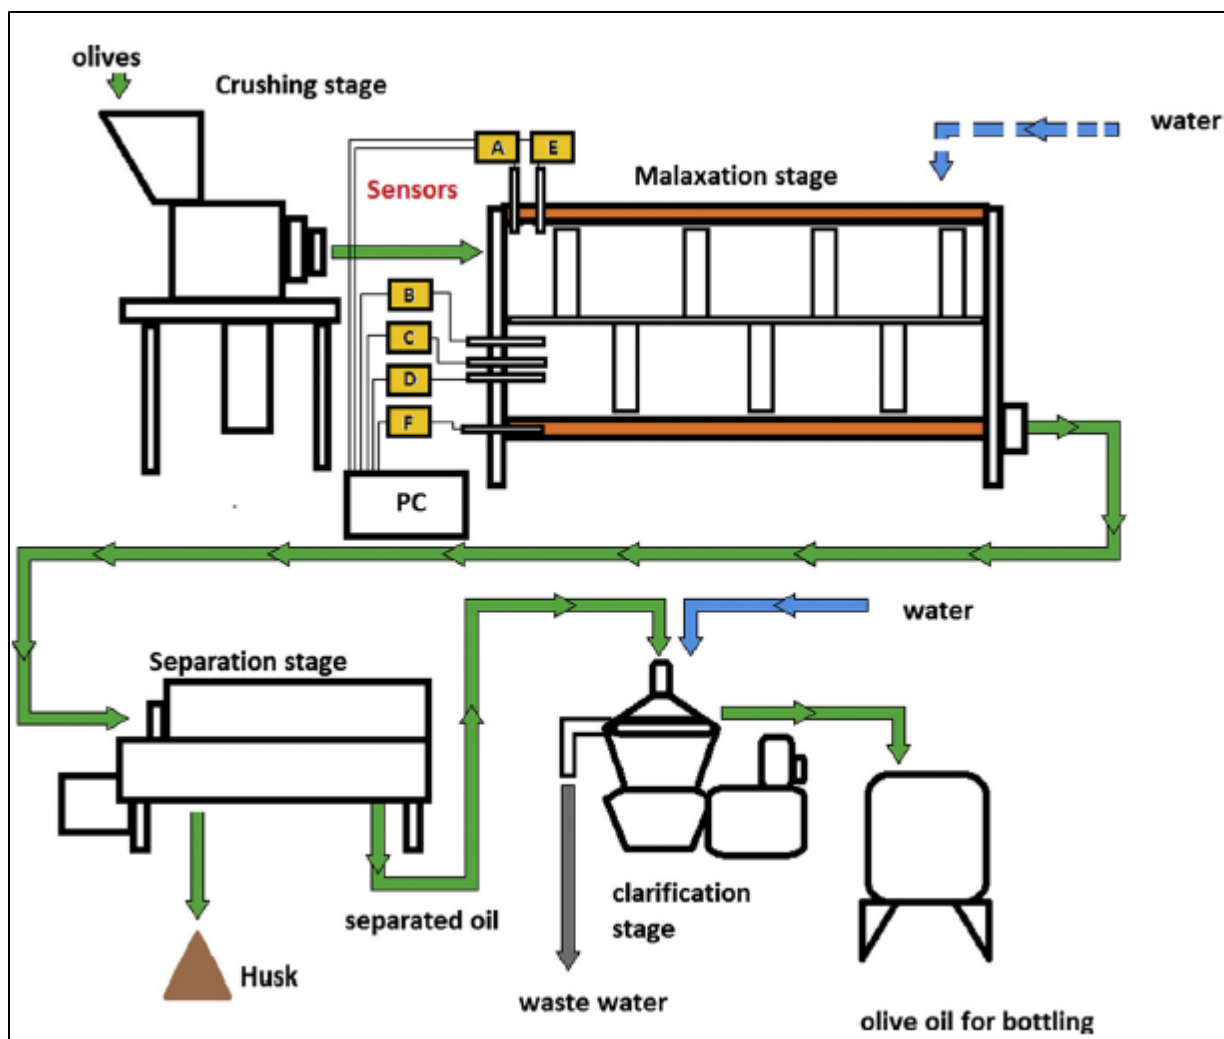 olives
Crushing stage
water
A
E
Malaxation stage
Sensors
B
C
D
F
PC
water
Separation stage
separated oil
clarification
stage
Husk
waste water
olive oil for bottling